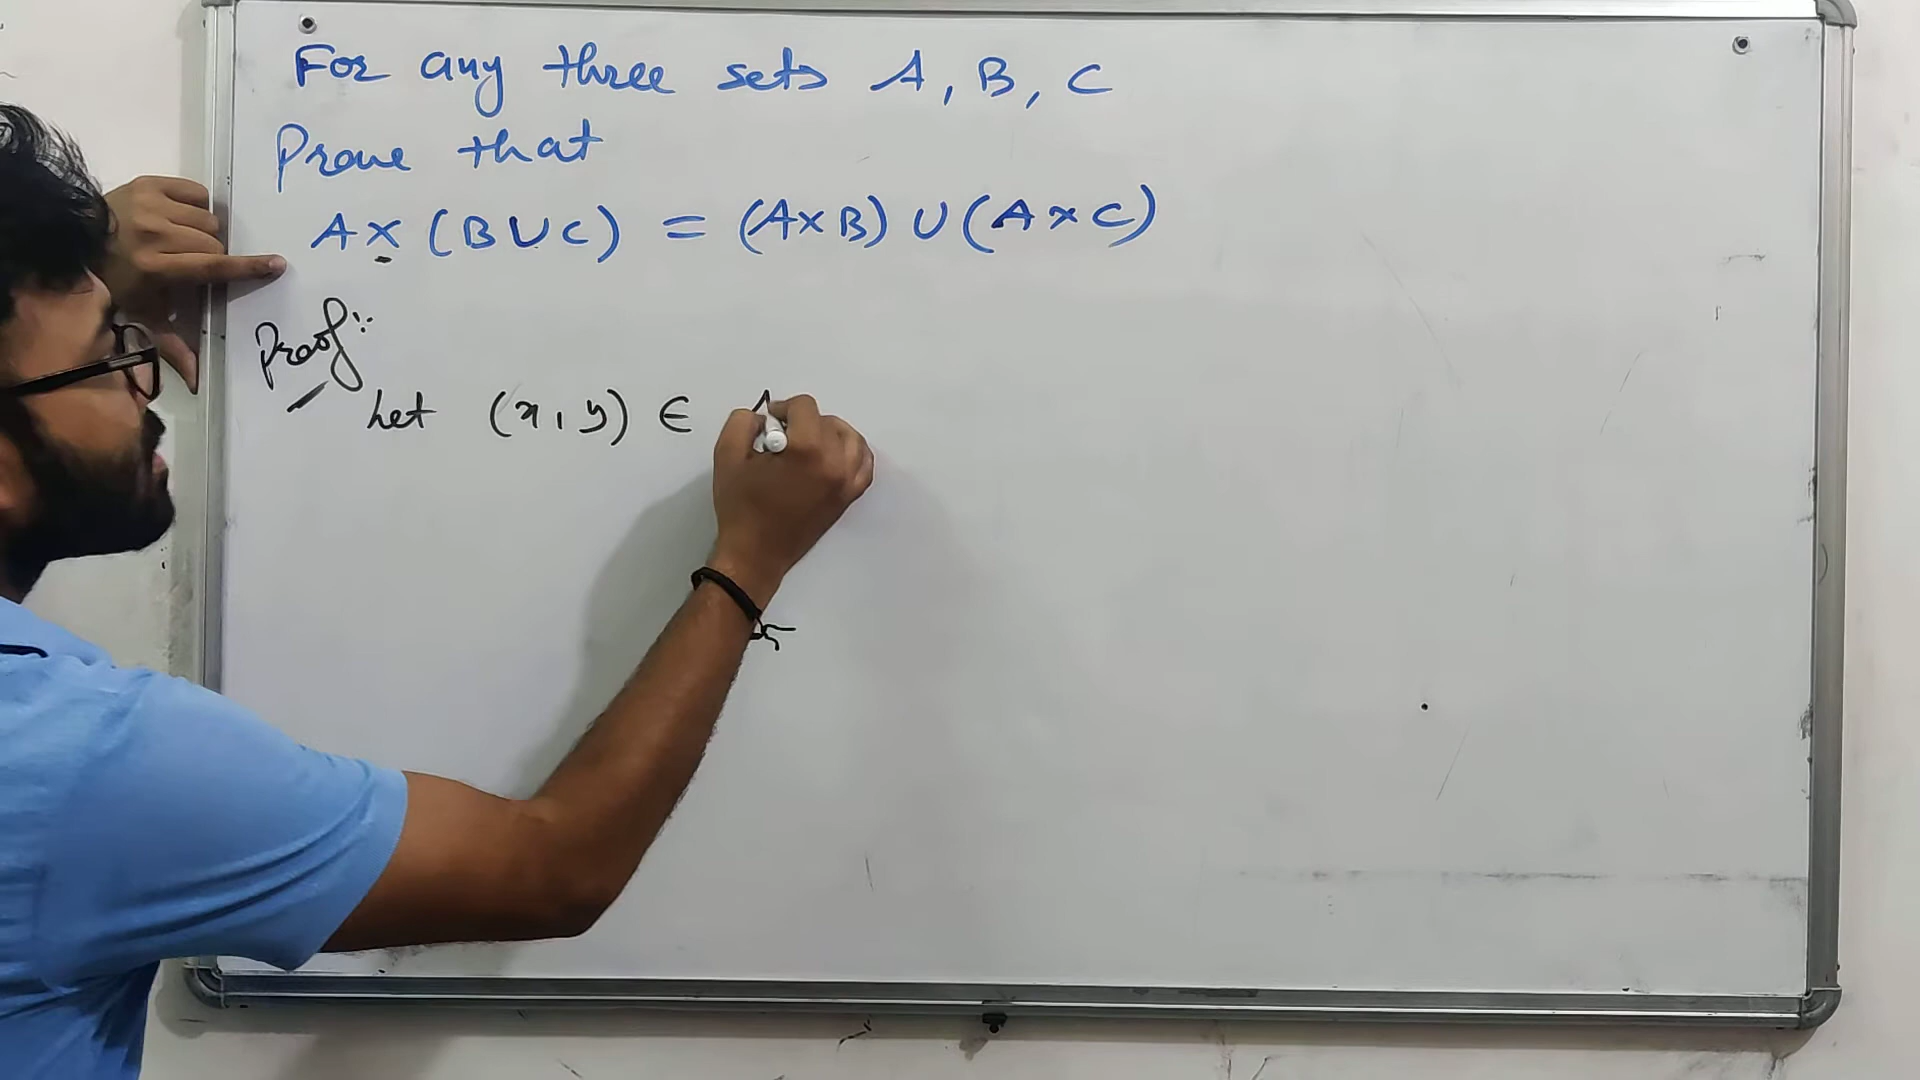 For any three sets A, B, C
Prove that
A × (B ∪ C) = (A×B) ∪ (A × C)
Proof:
Let (x, y) ∈ A